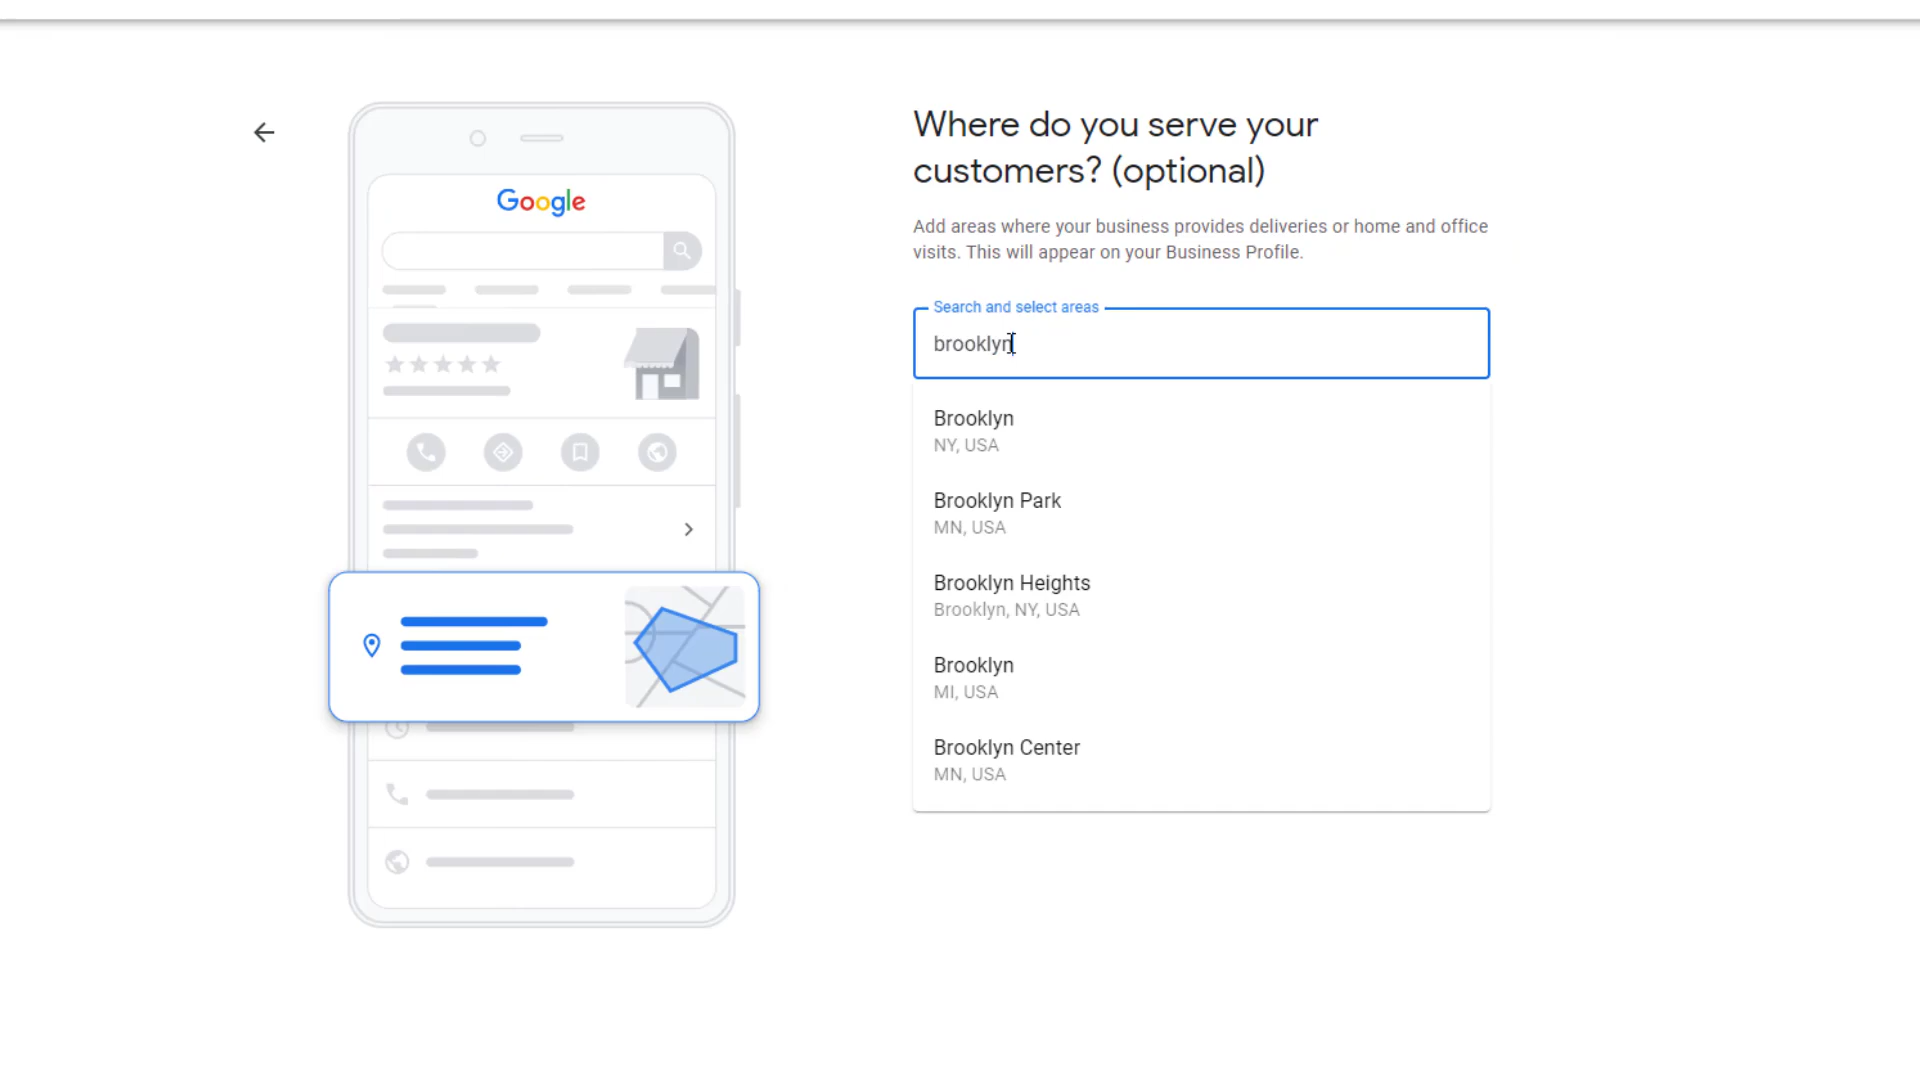 Google
Where do you serve your
customers? (optional)
Add areas where your business provides deliveries or home and office
visits. This will appear on your Business Profile.
Search and select areas
brooklyn
Brooklyn
NY, USA
Brooklyn Park
MN, USA
Brooklyn Heights
Brooklyn, NY, USA
Brooklyn
MI, USA
Brooklyn Center
MN, USA